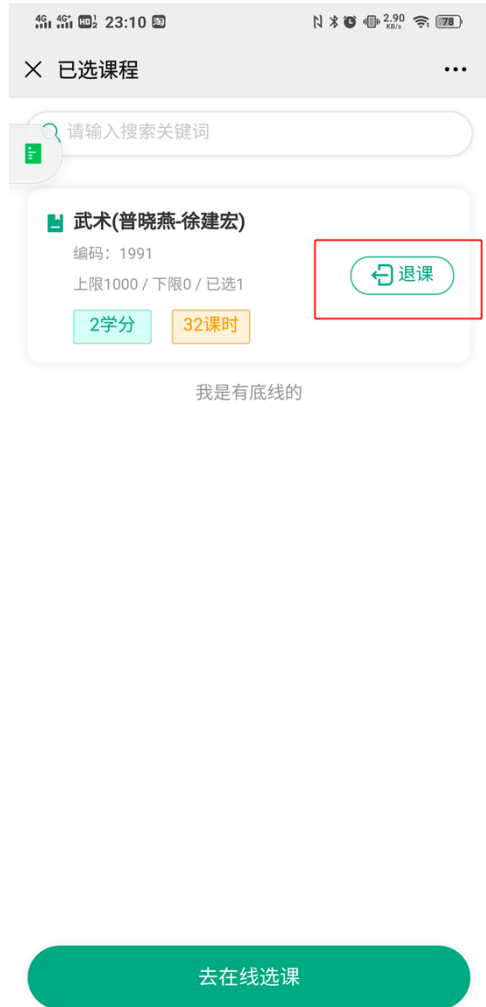 4G 4G⁺ HD 1 2 23:10 2.90 KB/s 78
已选课程
请输入搜索关键词
武术(普晓燕-徐建宏)
编码：1991
上限1000 / 下限0 / 已选1
退课
2学分 32课时
我是有底线的
去在线选课